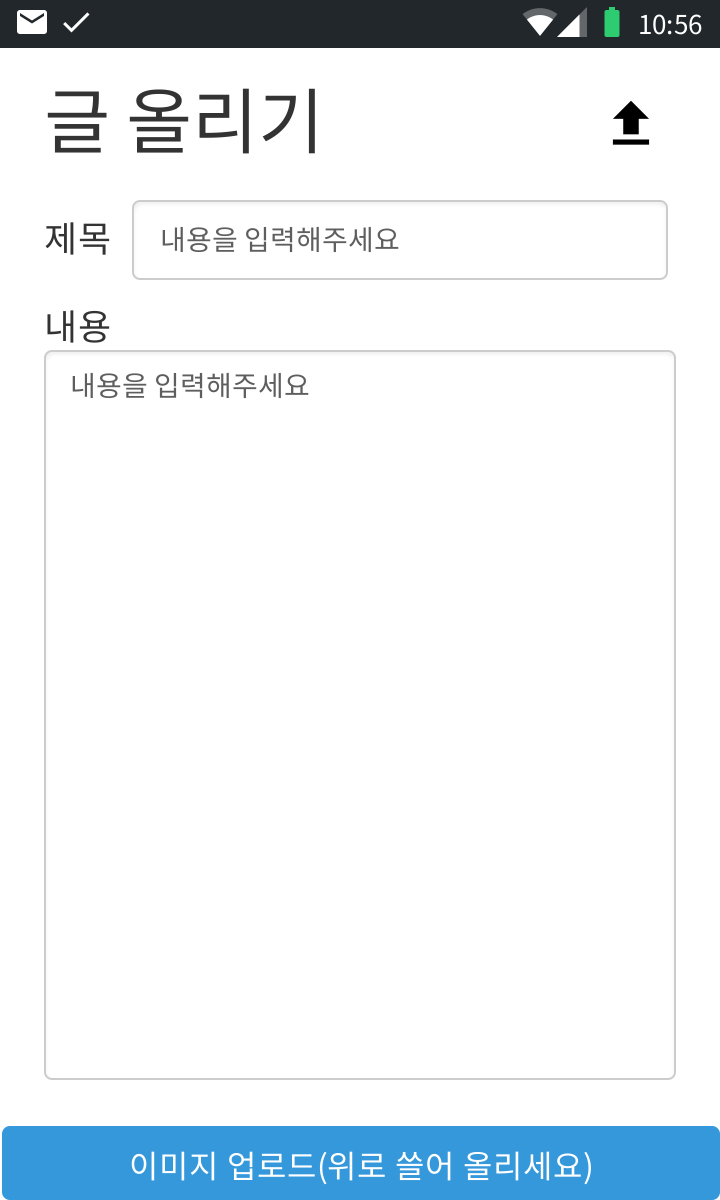 10:56
글 올리기
제목 내용을 입력해주세요
내용
내용을 입력해주세요
이미지 업로드(위로 쓸어 올리세요)